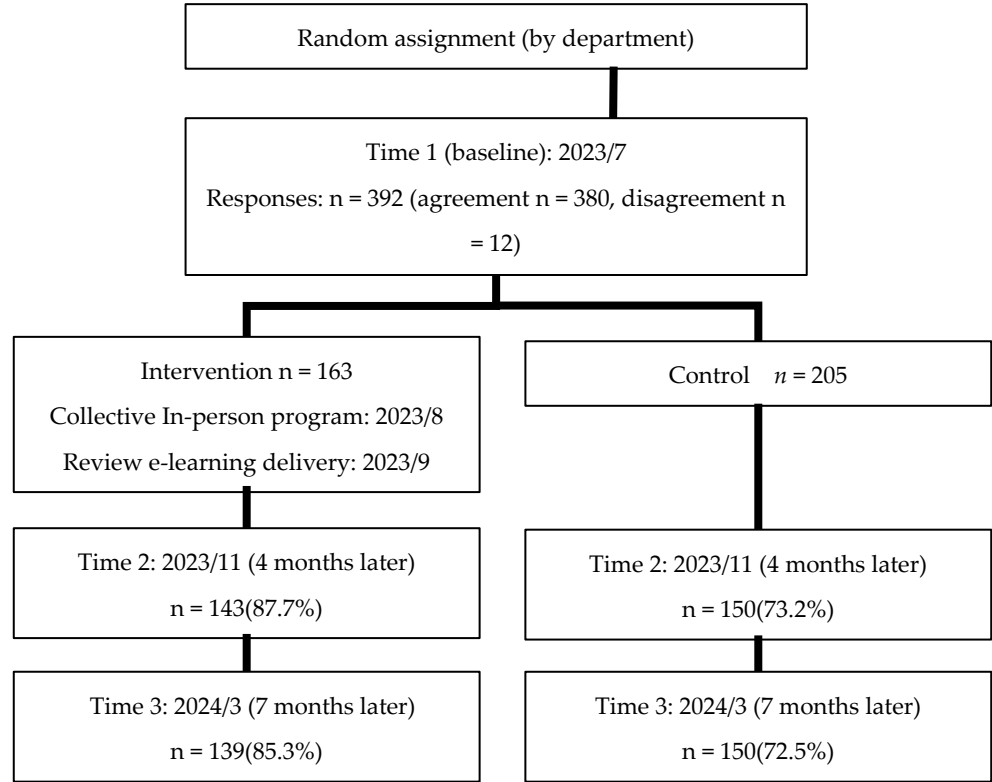 Random assignment (by department)
Time 1 (baseline): 2023/7
Responses: n = 392 (agreement n = 380, disagreement n
= 12)
Intervention n = 163
Collective In-person program: 2023/8
Review e-learning delivery: 2023/9
Control n = 205
Time 2: 2023/11 (4 months later)
n = 143(87.7%)
Time 2: 2023/11 (4 months later)
n = 150(73.2%)
Time 3: 2024/3 (7 months later)
n = 139(85.3%)
Time 3: 2024/3 (7 months later)
n = 150(72.5%)